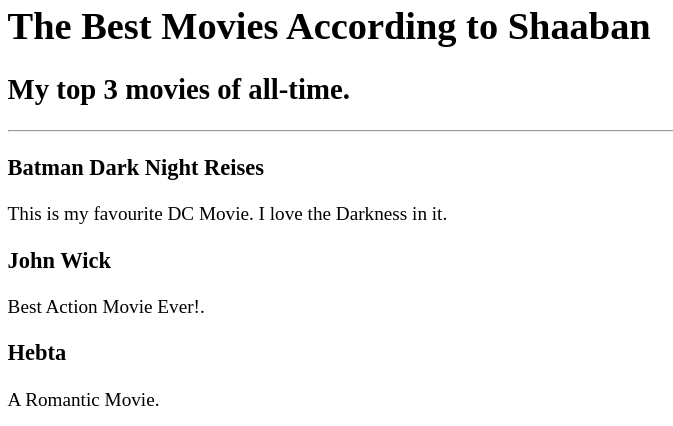 The Best Movies According to Shaaban
My top 3 movies of all-time.
Batman Dark Night Reises
This is my favourite DC Movie. I love the Darkness in it.
John Wick
Best Action Movie Ever!.
Hebta
A Romantic Movie.